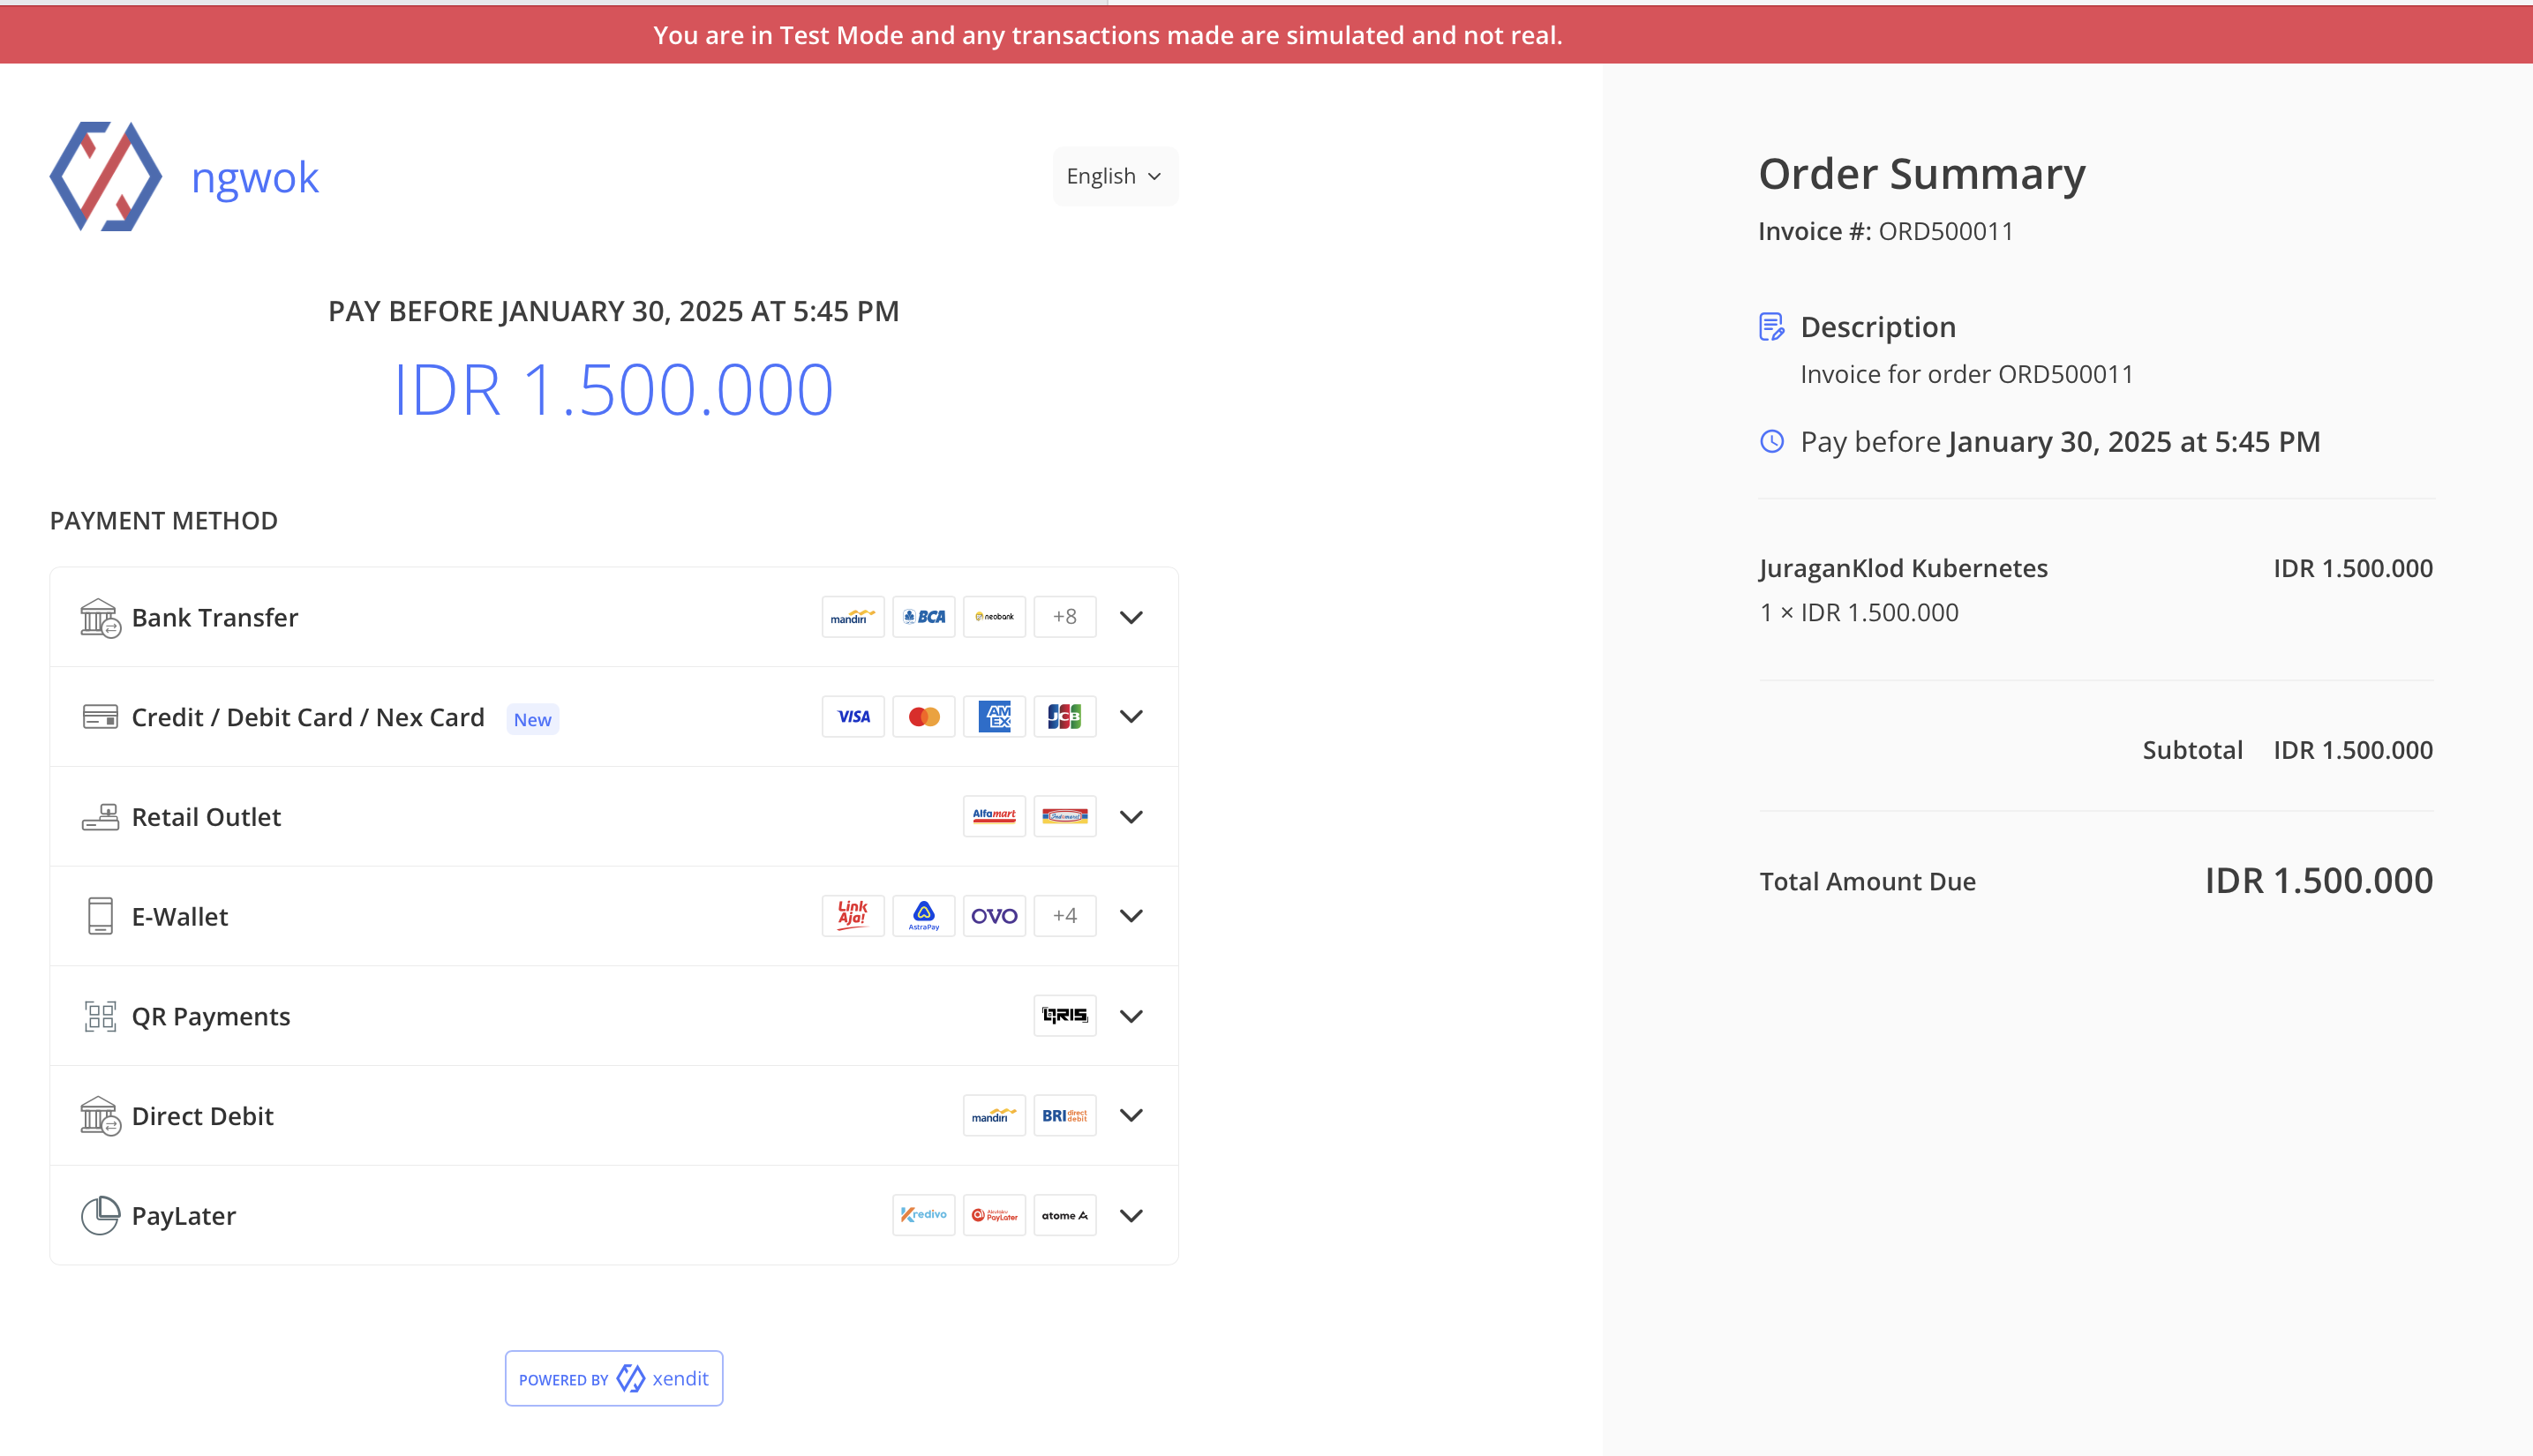 You are in Test Mode and any transactions made are simulated and not real.
ngwok
English
PAY BEFORE JANUARY 30, 2025 AT 5:45 PM
IDR 1.500.000
PAYMENT METHOD
Bank Transfer
mandiri BCA neobank +8
Credit / Debit Card / Nex Card New
VISA AM EX JCB
Retail Outlet
Alfamart Indomaret
E-Wallet
Link Aja! AstraPay OVO +4
QR Payments
QRIS
Direct Debit
mandiri BRI direct debit
PayLater
Kredivo Akulaku PayLater atome A
POWERED BY xendit
Order Summary
Invoice #: ORD500011
Description
Invoice for order ORD500011
Pay before January 30, 2025 at 5:45 PM
JuraganKlod Kubernetes IDR 1.500.000
1 × IDR 1.500.000
Subtotal IDR 1.500.000
Total Amount Due IDR 1.500.000